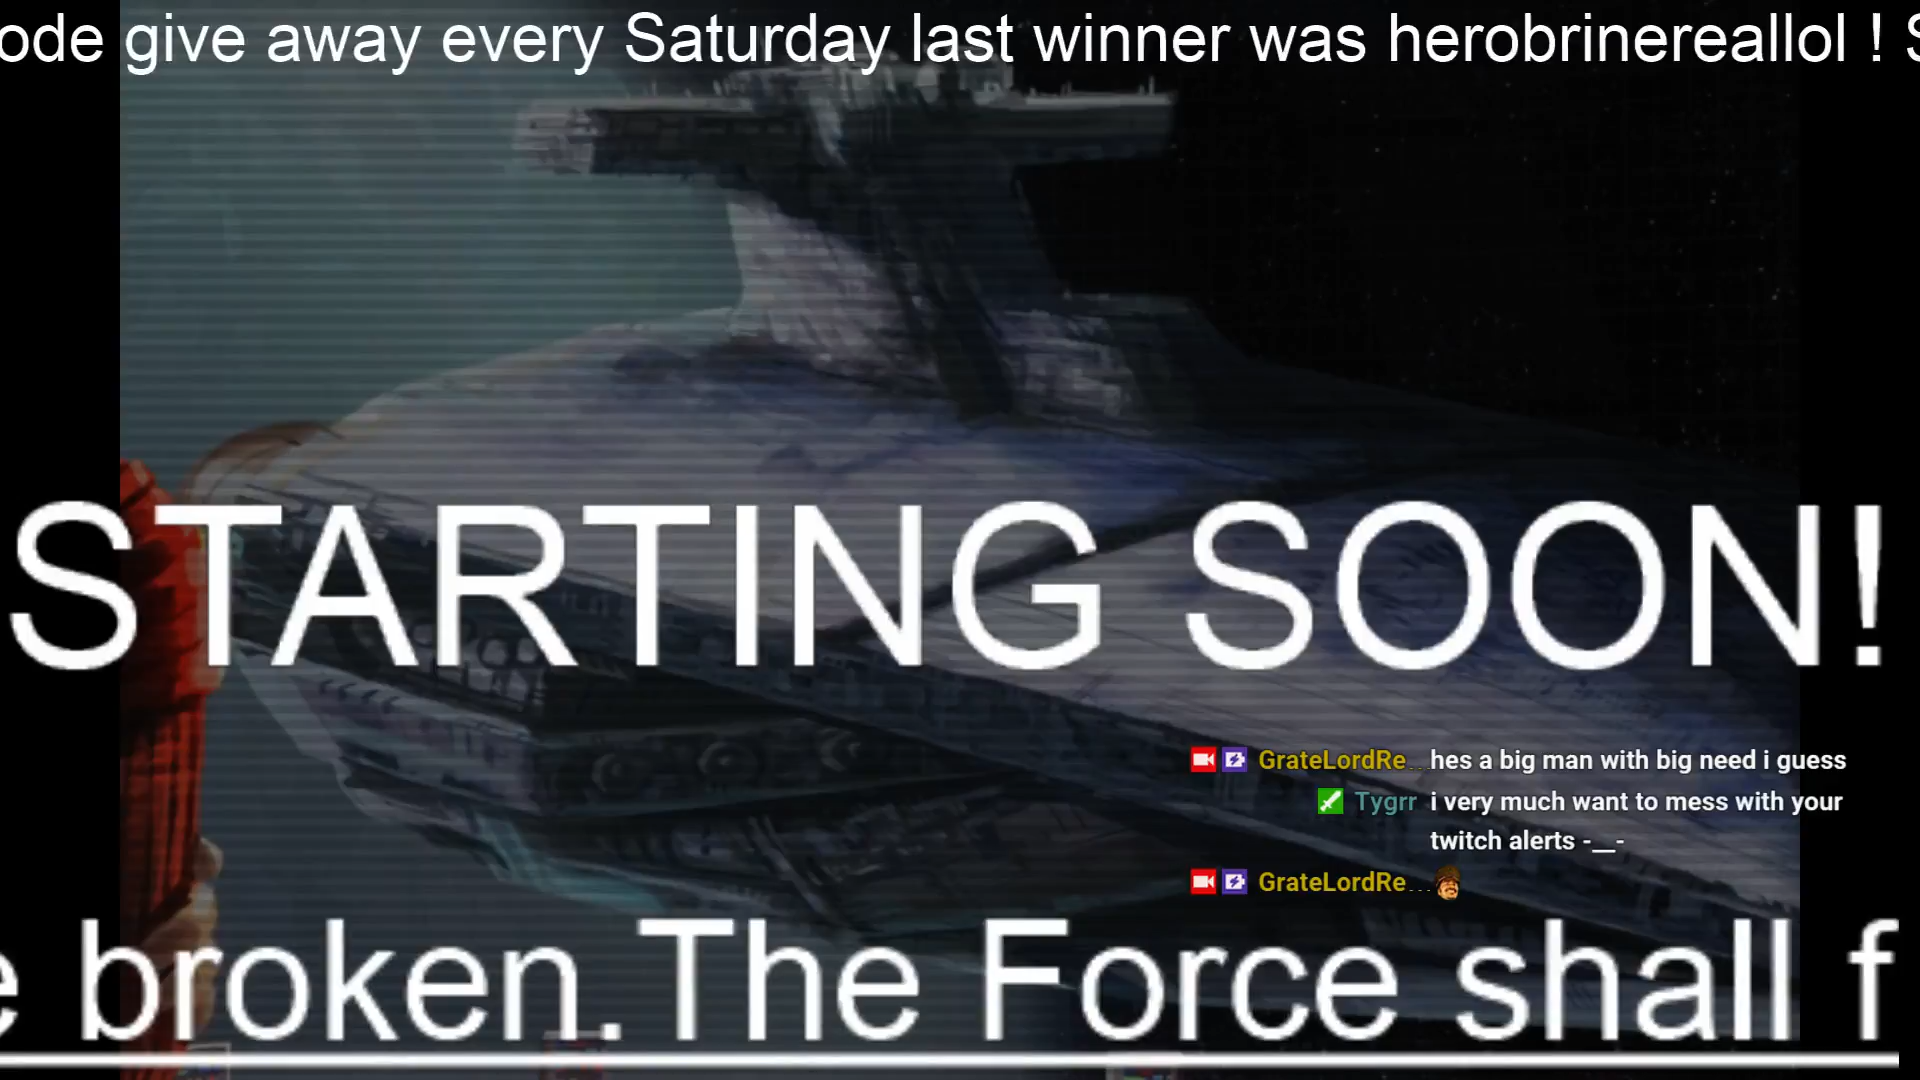 ode give away every Saturday last winner was herobrinereallol ! S
STARTING SOON!
GrateLordRe... hes a big man with big need i guess
Tygrr i very much want to mess with your
twitch alerts -__-
GrateLordRe...
e broken.The Force shall f